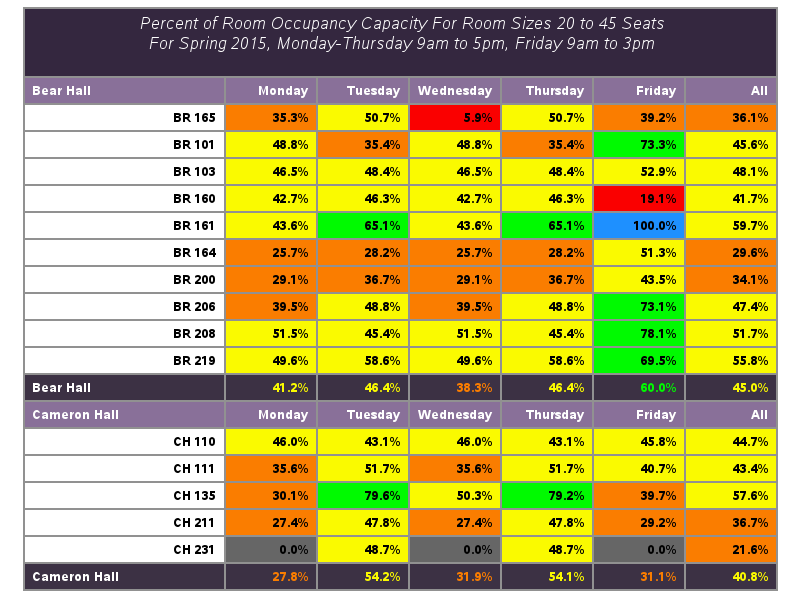 Percent of Room Occupancy Capacity For Room Sizes 20 to 45 Seats
For Spring 2015, Monday-Thursday 9am to 5pm, Friday 9am to 3pm
Bear Hall Monday Tuesday Wednesday Thursday Friday All
BR 165 35.3% 50.7% 5.9% 50.7% 39.2% 36.1%
BR 101 48.8% 35.4% 48.8% 35.4% 73.3% 45.6%
BR 103 46.5% 48.4% 46.5% 48.4% 52.9% 48.1%
BR 160 42.7% 46.3% 42.7% 46.3% 19.1% 41.7%
BR 161 43.6% 65.1% 43.6% 65.1% 100.0% 59.7%
BR 164 25.7% 28.2% 25.7% 28.2% 51.3% 29.6%
BR 200 29.1% 36.7% 29.1% 36.7% 43.5% 34.1%
BR 206 39.5% 48.8% 39.5% 48.8% 73.1% 47.4%
BR 208 51.5% 45.4% 51.5% 45.4% 78.1% 51.7%
BR 219 49.6% 58.6% 49.6% 58.6% 69.5% 55.8%
Bear Hall 41.2% 46.4% 38.3% 46.4% 60.0% 45.0%
Cameron Hall Monday Tuesday Wednesday Thursday Friday All
CH 110 46.0% 43.1% 46.0% 43.1% 45.8% 44.7%
CH 111 35.6% 51.7% 35.6% 51.7% 40.7% 43.4%
CH 135 30.1% 79.6% 50.3% 79.2% 39.7% 57.6%
CH 211 27.4% 47.8% 27.4% 47.8% 29.2% 36.7%
CH 231 0.0% 48.7% 0.0% 48.7% 0.0% 21.6%
Cameron Hall 27.8% 54.2% 31.9% 54.1% 31.1% 40.8%